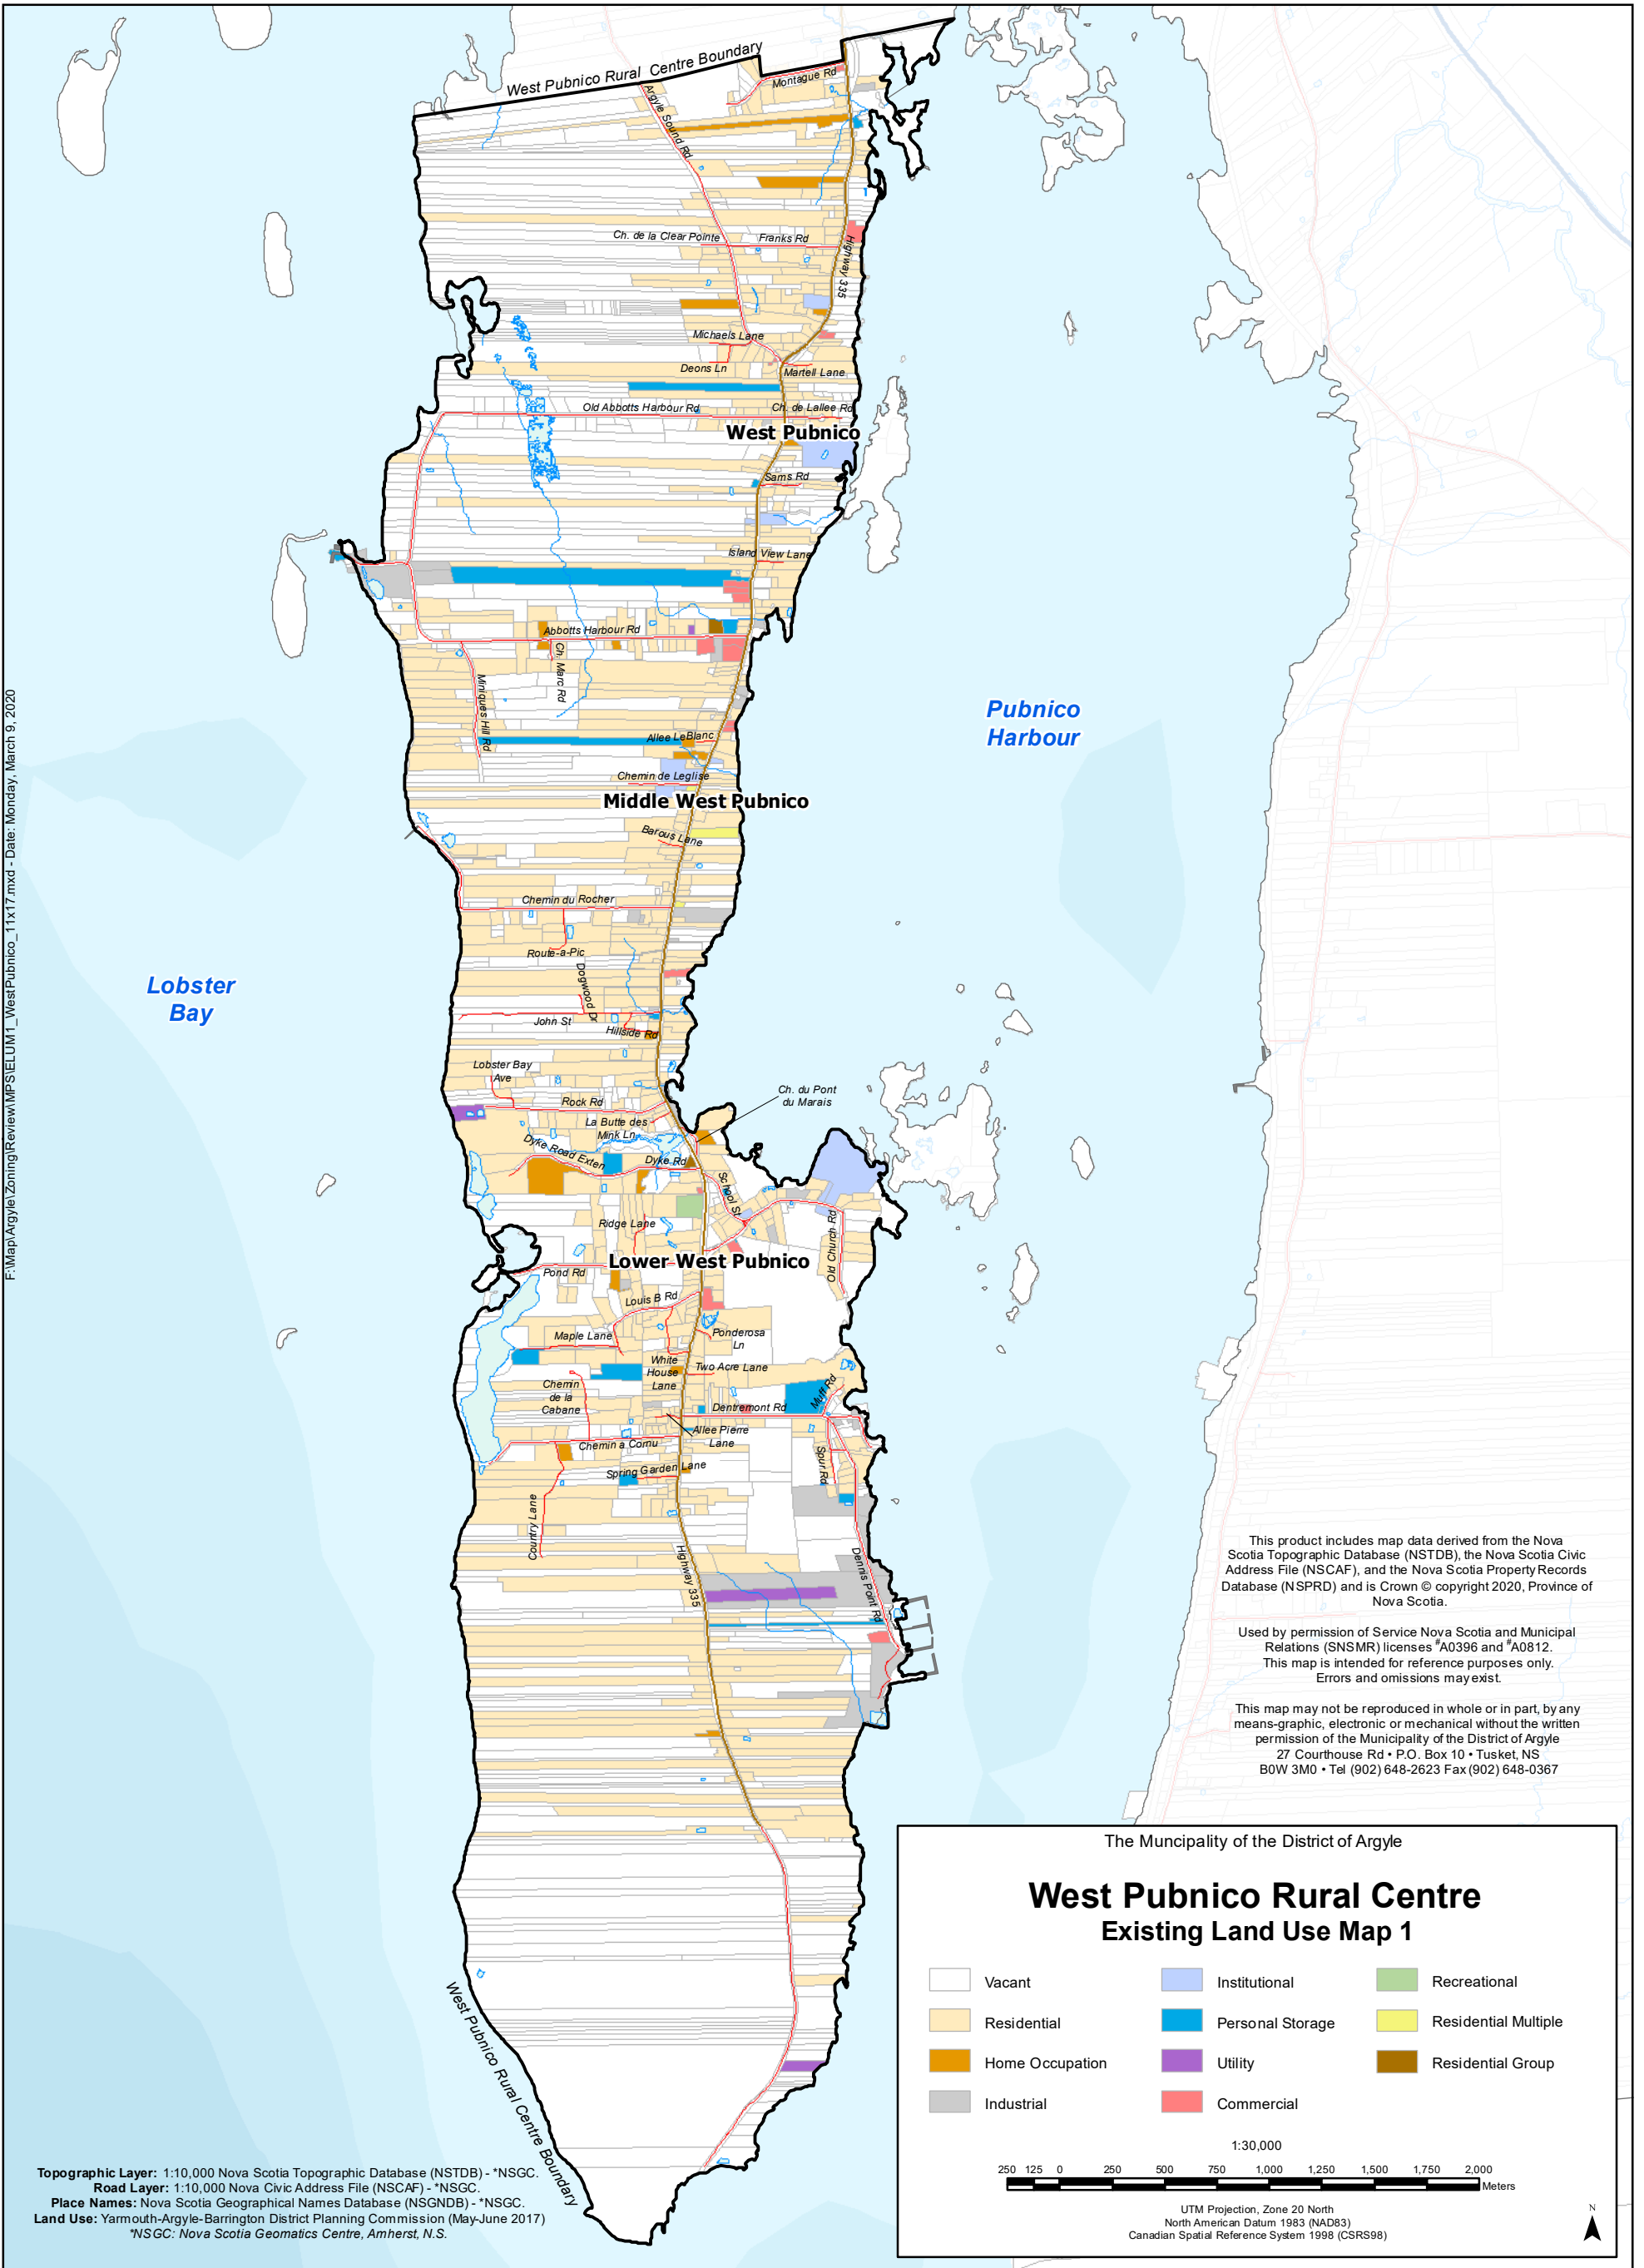 West Pubnico Rural Centre Boundary
Montague Rd
Argyle Sound Rd
Ch. de la Clear Pointe
Franks Rd
Highway 335
Michaels Lane
Deons Ln
Martell Lane
Old Abbotts Harbour Rd
Ch. de Lallee Rd
West Pubnico
Sams Rd
Island View Lane
Abbotts Harbour Rd
Ch. Marc Rd
Miniques Hill Rd
Allee LeBlanc
Chemin de Leglise
Middle West Pubnico
Barous Lane
Pubnico
Harbour
Chemin du Rocher
Route-a-Pic
Dogwood Dr
Lobster
Bay
John St
Hillside Rd
Lobster Bay
Ave
Rock Rd
Ch. du Pont
du Marais
La Butte des
Mink Ln
Dyke Road Exten
Dyke Rd
School St
Ridge Lane
Old Church Rd
Lower West Pubnico
Pond Rd
Louis B Rd
Maple Lane
Ponderosa
Ln
White
House
Lane
Two Acre Lane
Chemin
de la
Cabane
Dentremont Rd
Muff Rd
Allee Pierre
Lane
Chemin a Cornu
Spur Rd
Spring Garden Lane
Country Lane
Highway 335
Dennis Point Rd
West Pubnico Rural Centre Boundary
F:\Map\Argyle\Zoning\Review\MPS\ELUM1_WestPubnico_11x17.mxd - Date: Monday, March 9, 2020
This product includes map data derived from the Nova
Scotia Topographic Database (NSTDB), the Nova Scotia Civic
Address File (NSCAF), and the Nova Scotia Property Records
Database (NSPRD) and is Crown © copyright 2020, Province of
Nova Scotia.
Used by permission of Service Nova Scotia and Municipal
Relations (SNSMR) licenses #A0396 and #A0812.
This map is intended for reference purposes only.
Errors and omissions may exist.
This map may not be reproduced in whole or in part, by any
means-graphic, electronic or mechanical without the written
permission of the Municipality of the District of Argyle
27 Courthouse Rd • P.O. Box 10 • Tusket, NS
B0W 3M0 • Tel (902) 648-2623 Fax (902) 648-0367
The Muncipality of the District of Argyle
West Pubnico Rural Centre
Existing Land Use Map 1
Vacant
Institutional
Recreational
Residential
Personal Storage
Residential Multiple
Home Occupation
Utility
Residential Group
Industrial
Commercial
1:30,000
250 125 0 250 500 750 1,000 1,250 1,500 1,750 2,000
Meters
UTM Projection, Zone 20 North
North American Datum 1983 (NAD83)
Canadian Spatial Reference System 1998 (CSRS98)
N
Topographic Layer: 1:10,000 Nova Scotia Topographic Database (NSTDB) - *NSGC.
Road Layer: 1:10,000 Nova Civic Address File (NSCAF) - *NSGC.
Place Names: Nova Scotia Geographical Names Database (NSGNDB) - *NSGC.
Land Use: Yarmouth-Argyle-Barrington District Planning Commission (May-June 2017)
*NSGC: Nova Scotia Geomatics Centre, Amherst, N.S.